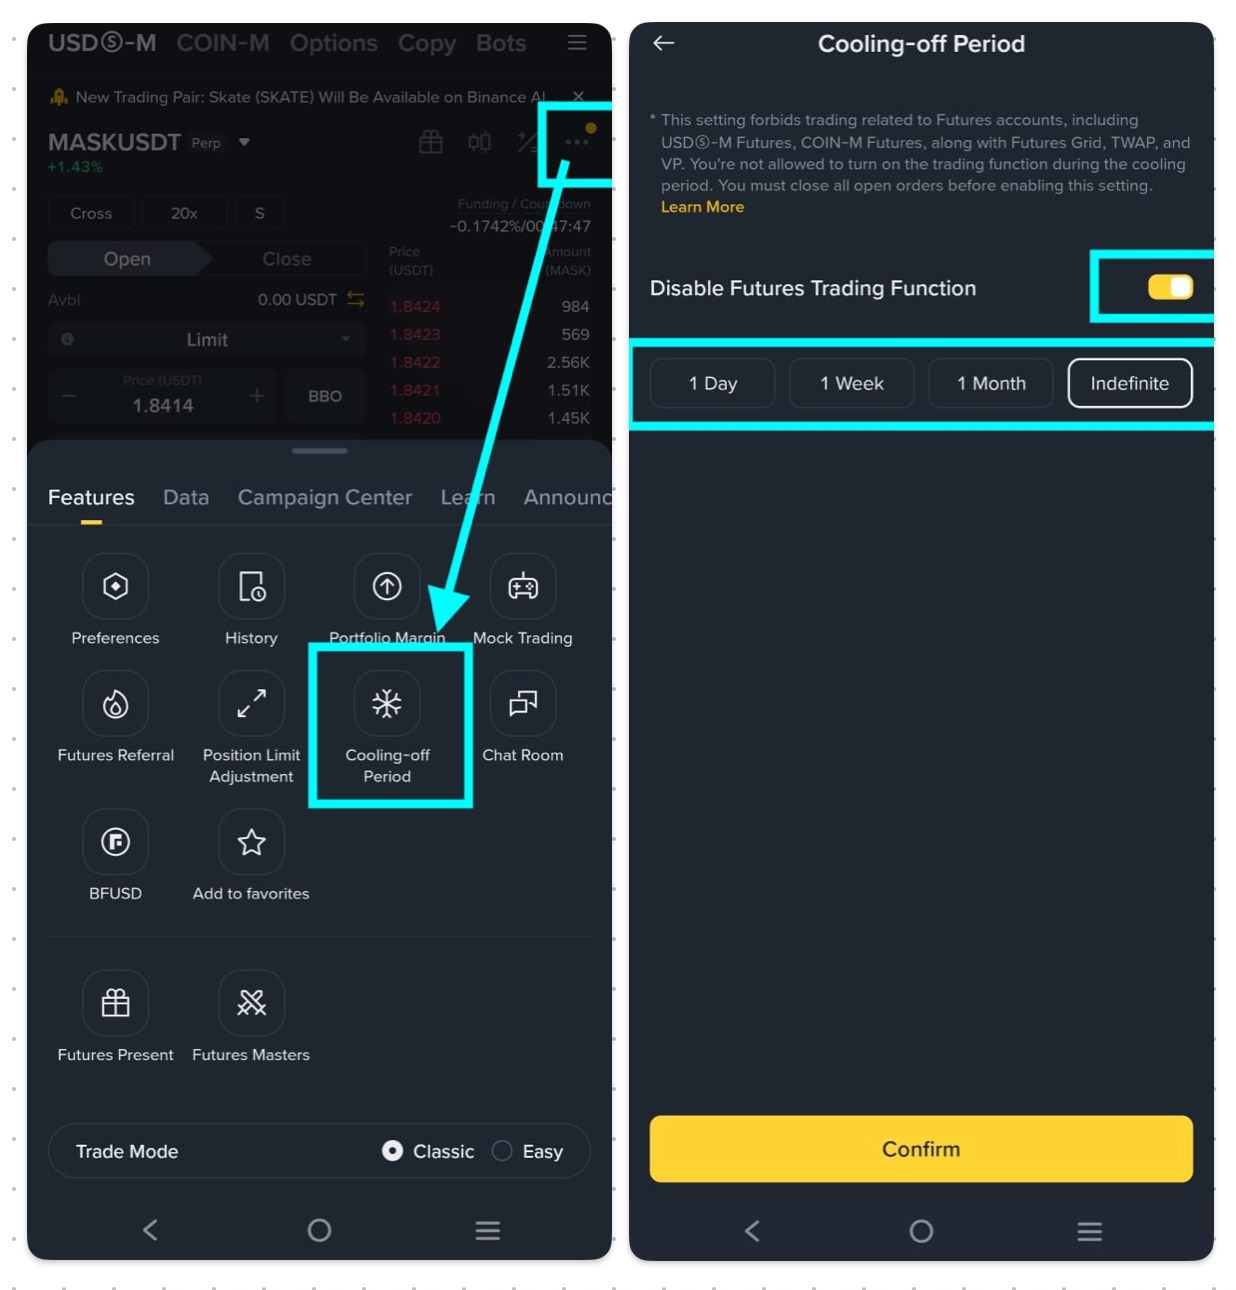 USDⓈ-M COIN-M Options Copy Bots
New Trading Pair: Skate (SKATE) Will Be Available on Binance Al...
MASKUSDT Perp
+1.43%
Cross 20x S
Funding / Countdown
-0.1742%/00:47:47
Open Close
Price (USDT)
Amount (MASK)
Avbl 0.00 USDT
1.8424 984
Limit
1.8423 569
1.8422 2.56K
Price (USDT)
1.8414
BBO
1.8421 1.51K
1.8420 1.45K
Features Data Campaign Center Learn Announc
Preferences
History
Portfolio Margin
Mock Trading
Futures Referral
Position Limit
Adjustment
Cooling-off
Period
Chat Room
BFUSD
Add to favorites
Futures Present
Futures Masters
Trade Mode Classic Easy
Cooling-off Period
* This setting forbids trading related to Futures accounts, including
USDⓈ-M Futures, COIN-M Futures, along with Futures Grid, TWAP, and
VP. You're not allowed to turn on the trading function during the cooling
period. You must close all open orders before enabling this setting.
Learn More
Disable Futures Trading Function
1 Day 1 Week 1 Month Indefinite
Confirm